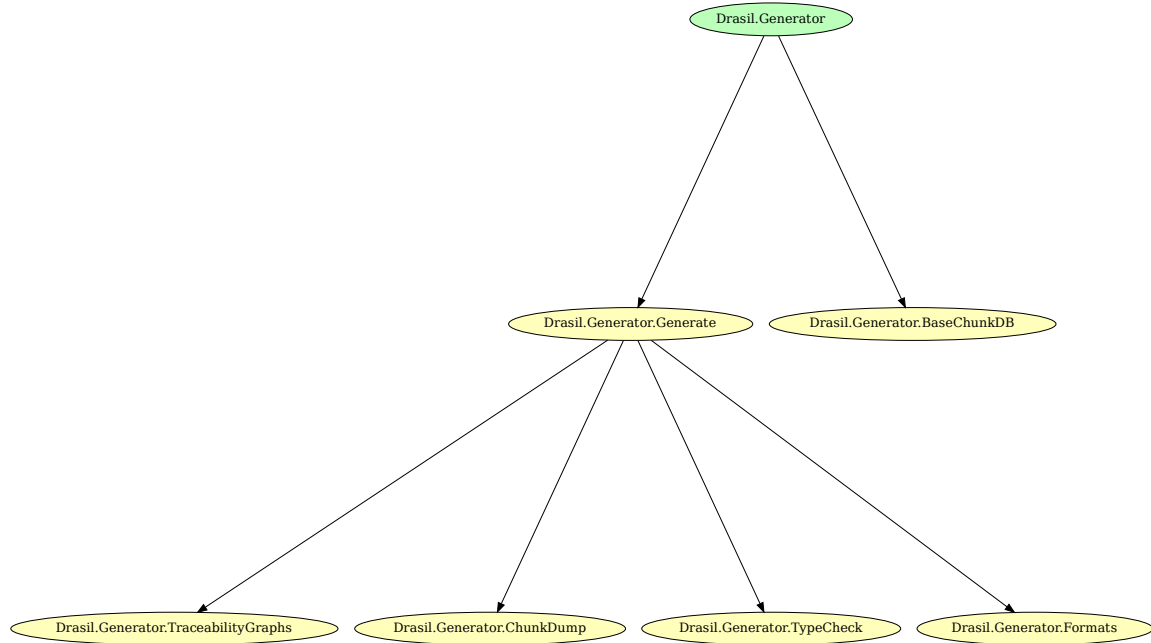 Drasil.Generator
Drasil.Generator.Generate
Drasil.Generator.BaseChunkDB
Drasil.Generator.TraceabilityGraphs
Drasil.Generator.ChunkDump
Drasil.Generator.TypeCheck
Drasil.Generator.Formats